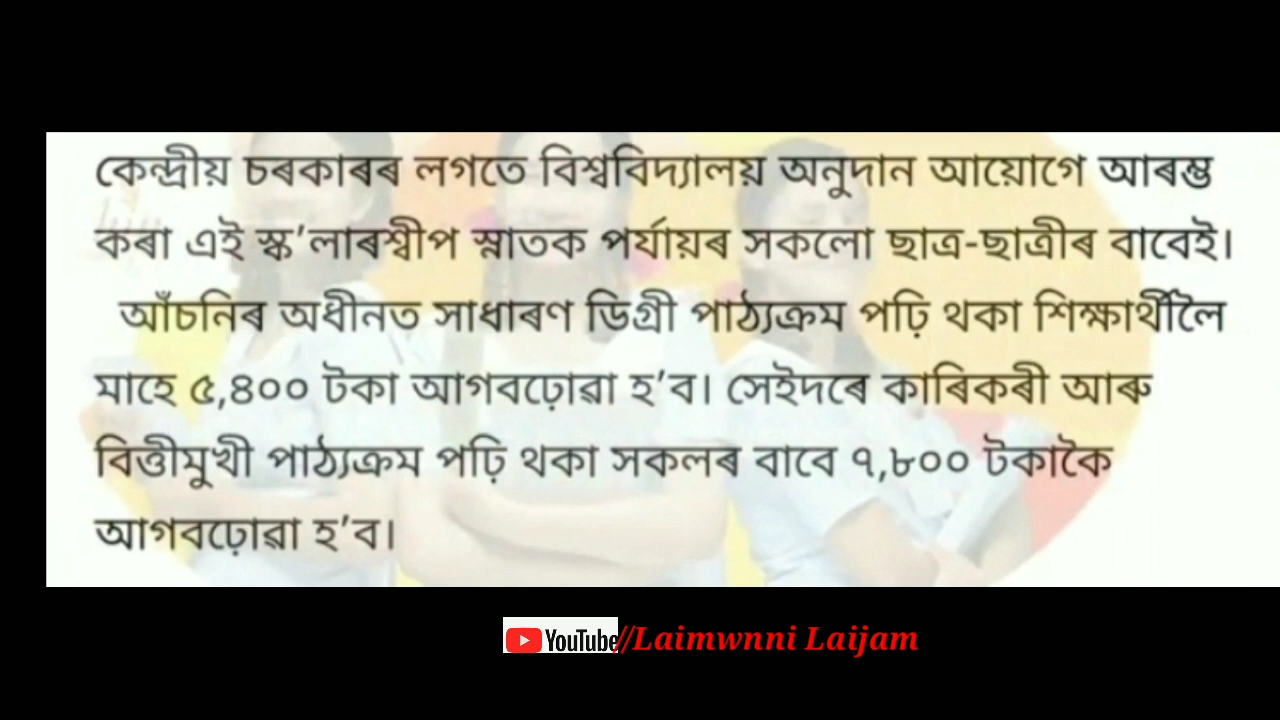 কেন্দ্ৰীয় চৰকাৰৰ লগতে বিশ্ববিদ্যালয় অনুদান আয়োগে আৰম্ভ
কৰা এই স্ক'লাৰশ্বীপ স্নাতক পৰ্যায়ৰ সকলো ছাত্ৰ-ছাত্ৰীৰ বাবেই।
আঁচনিৰ অধীনত সাধাৰণ ডিগ্ৰী পাঠ্যক্ৰম পঢ়ি থকা শিক্ষাৰ্থীলৈ
মাহে ৫,৪০০ টকা আগবঢ়োৱা হ'ব। সেইদৰে কাৰিকৰী আৰু
বিত্তীমুখী পাঠ্যক্ৰম পঢ়ি থকা সকলৰ বাবে ৭,৮০০ টকাকৈ
আগবঢ়োৱা হ'ব।
YouTube//Laimwnni Laijam